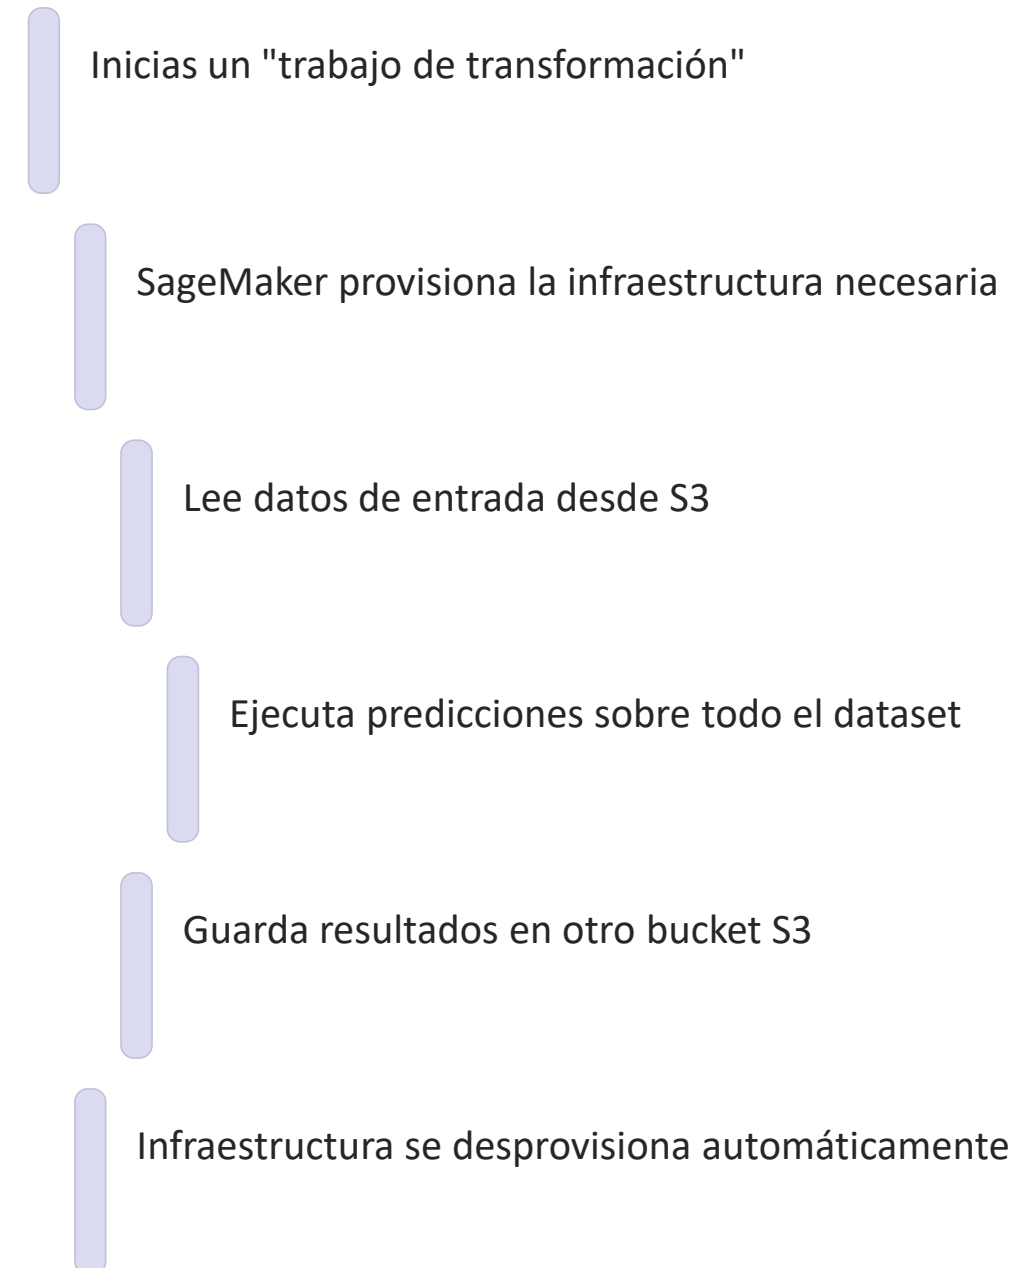 Inicias un "trabajo de transformación"
SageMaker provisiona la infraestructura necesaria
Lee datos de entrada desde S3
Ejecuta predicciones sobre todo el dataset
Guarda resultados en otro bucket S3
Infraestructura se desprovisiona automáticamente